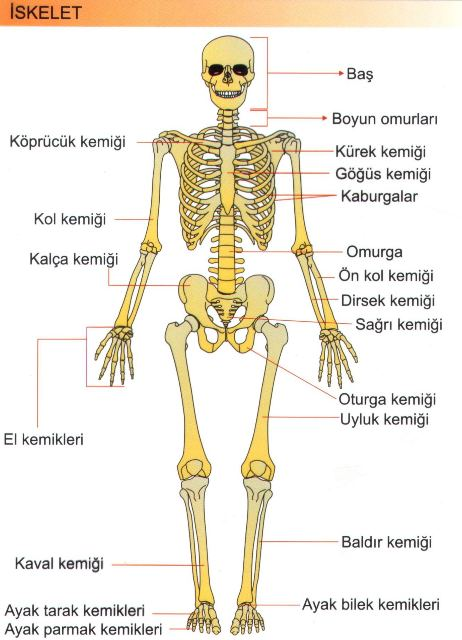 İSKELET
Baş
Boyun omurları
Köprücük kemiği
Kürek kemiği
Göğüs kemiği
Kaburgalar
Kol kemiği
Omurga
Kalça kemiği
Ön kol kemiği
Dirsek kemiği
Sağrı kemiği
Oturga kemiği
Uyluk kemiği
El kemikleri
Baldır kemiği
Kaval kemiği
Ayak bilek kemikleri
Ayak tarak kemikleri
Ayak parmak kemikleri